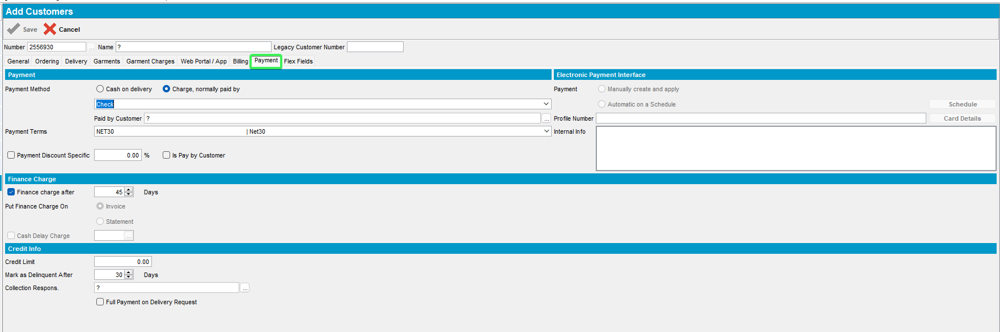 Add Customers
Save Cancel
Number 2556930 ... Name ? Legacy Customer Number
General Ordering Delivery Garments Garment Charges Web Portal / App Billing Payment Flex Fields
Payment Electronic Payment Interface
Payment Method Cash on delivery Charge, normally paid by Payment Manually create and apply
Check Automatic on a Schedule Schedule
Paid by Customer ? ... Profile Number Card Details
Payment Terms NET30 | Net30 Internal Info
Payment Discount Specific 0.00 % Is Pay by Customer
Finance Charge
Finance charge after 45 Days
Put Finance Charge On Invoice
Statement
Cash Delay Charge ...
Credit Info
Credit Limit 0.00
Mark as Delinquent After 30 Days
Collection Respons. ? ...
Full Payment on Delivery Request